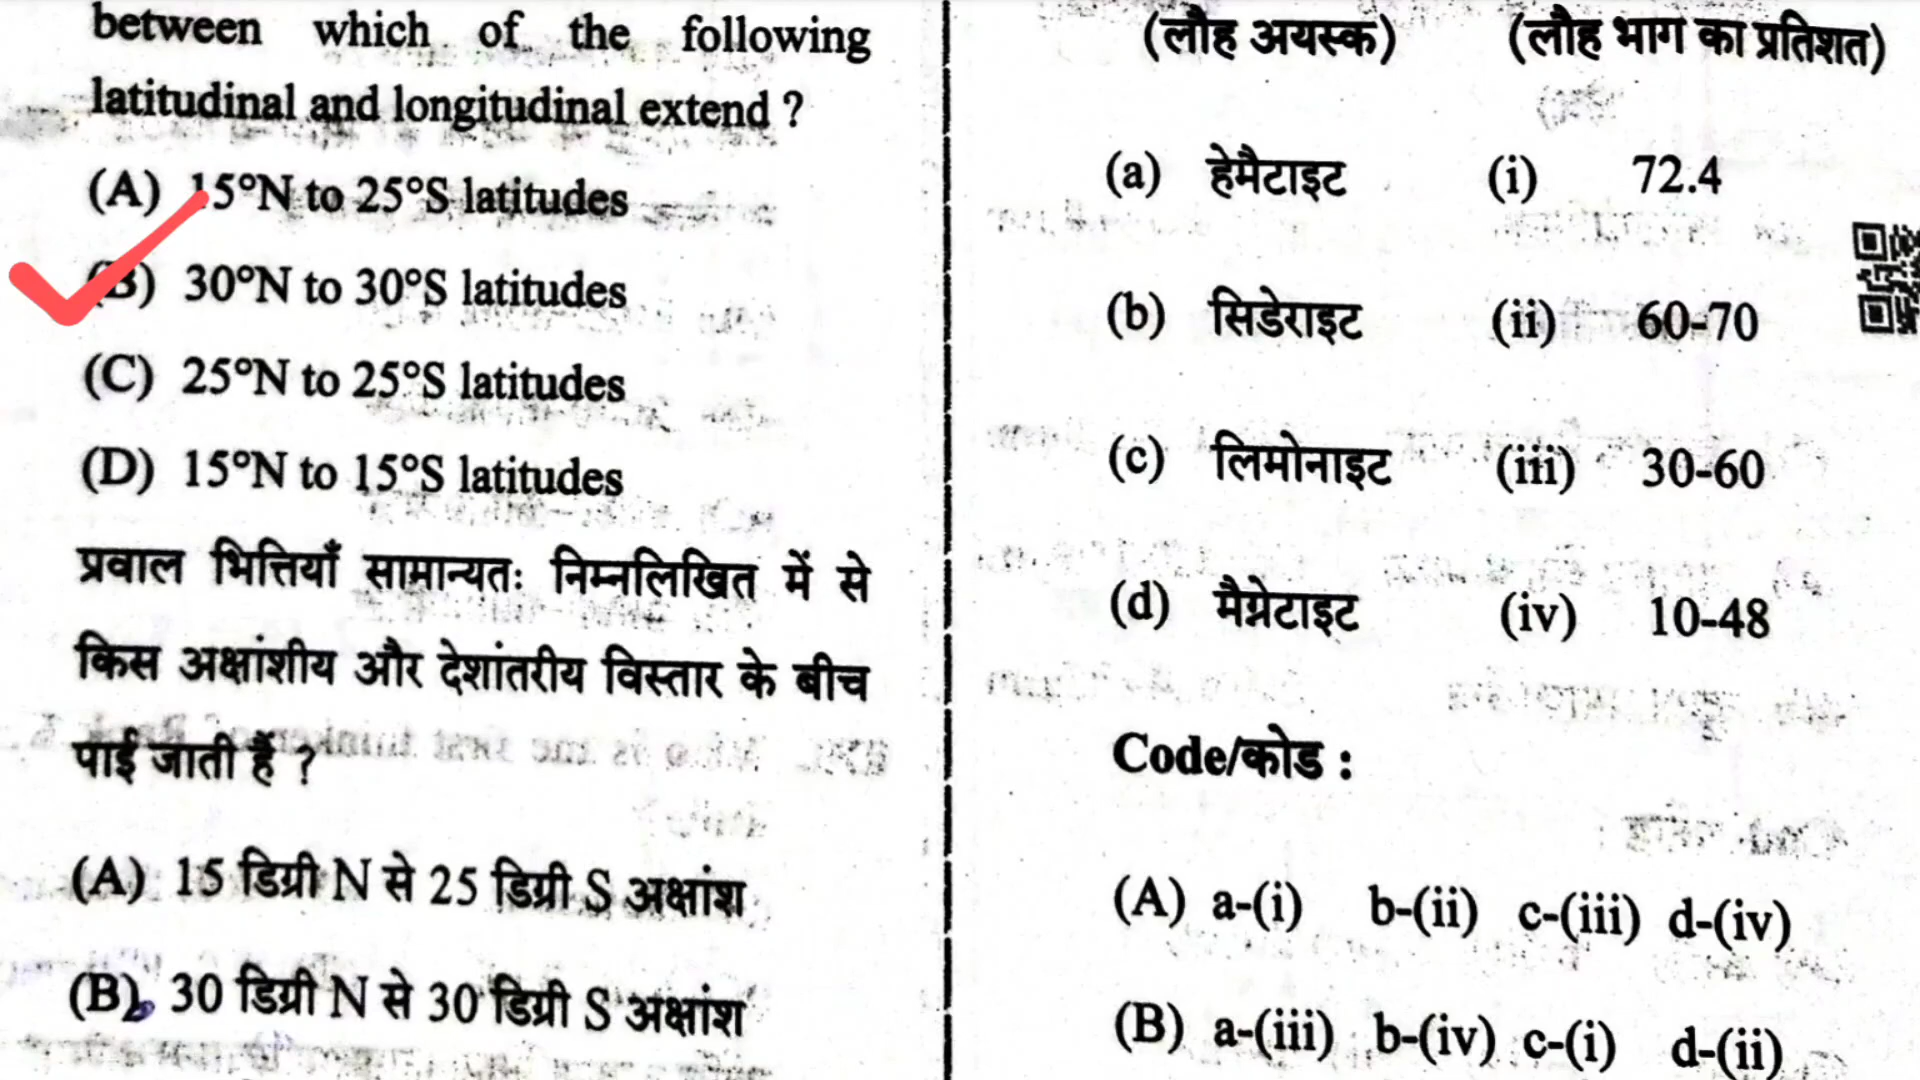 between which of the following
latitudinal and longitudinal extend ?
(A) 15°N to 25°S latitudes
(B) 30°N to 30°S latitudes
(C) 25°N to 25°S latitudes
(D) 15°N to 15°S latitudes
प्रवाल भित्तियाँ सामान्यतः निम्नलिखित में से
किस अक्षांशीय और देशांतरीय विस्तार के बीच
पाई जाती हैं ?
(A) 15 डिग्री N से 25 डिग्री S अक्षांश
(B) 30 डिग्री N से 30 डिग्री S अक्षांश
(लौह अयस्क) (लौह भाग का प्रतिशत)
(a) हेमैटाइट (i) 72.4
(b) सिडेराइट (ii) 60-70
(c) लिमोनाइट (iii) 30-60
(d) मैग्नेटाइट (iv) 10-48
Code/कोड :
(A) a-(i) b-(ii) c-(iii) d-(iv)
(B) a-(iii) b-(iv) c-(i) d-(ii)